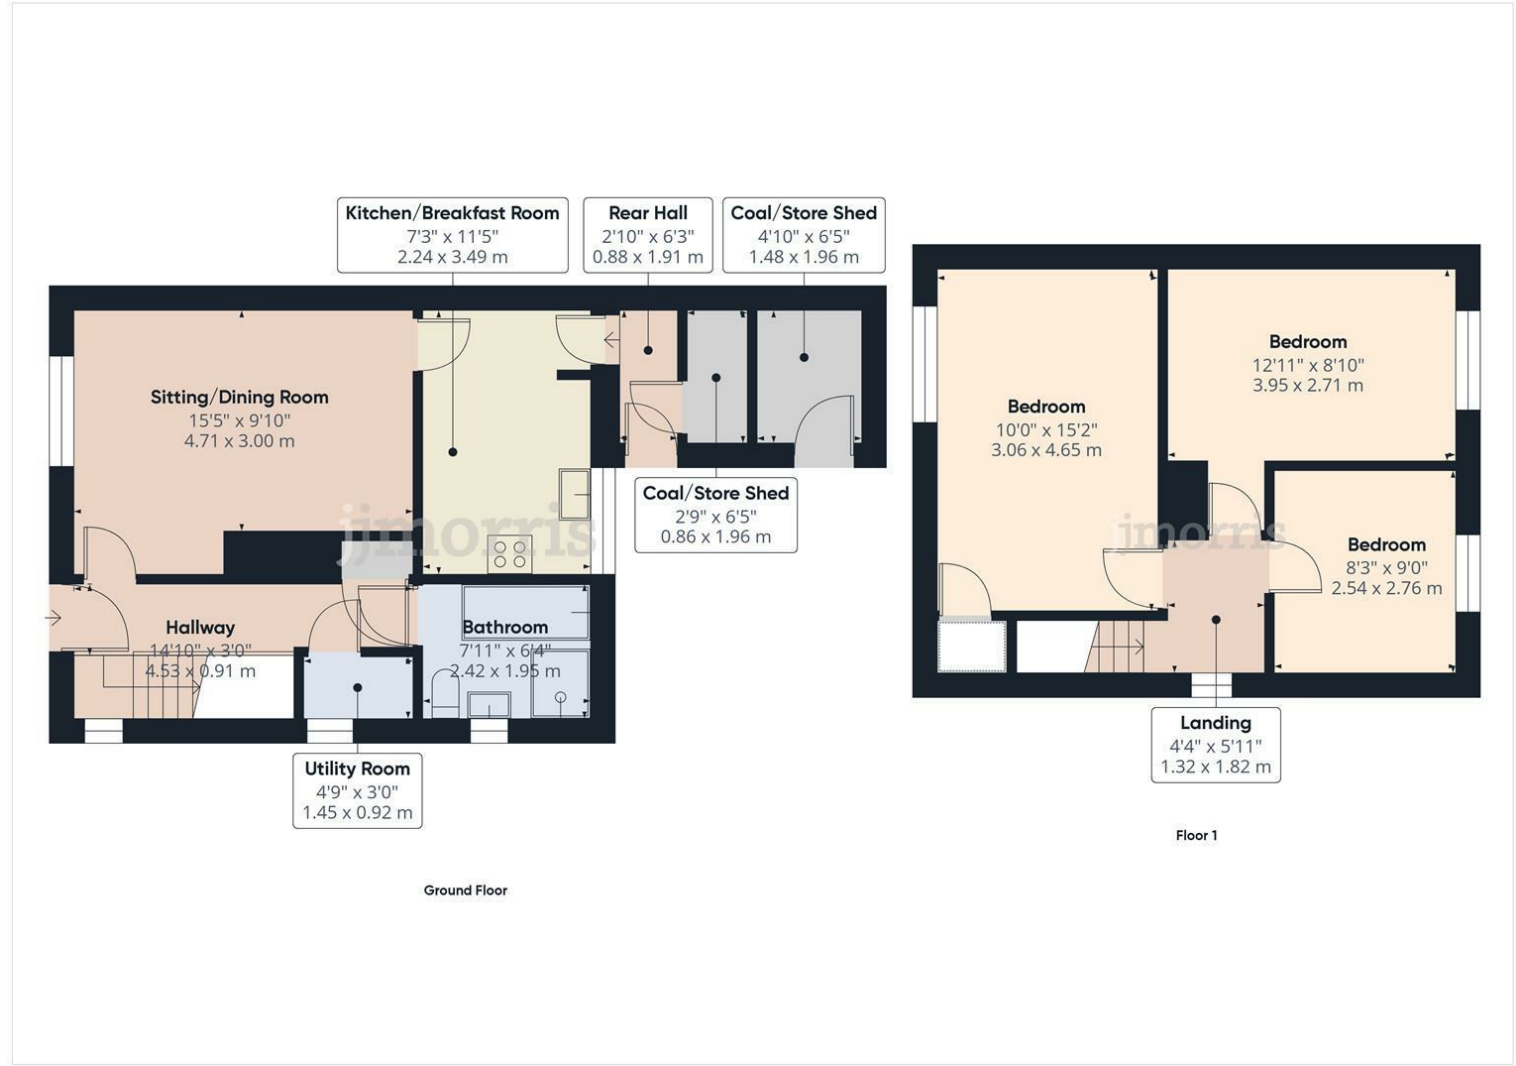 Kitchen/Breakfast Room
7'3" x 11'5"
2.24 x 3.49 m
Rear Hall
2'10" x 6'3"
0.88 x 1.91 m
Coal/Store Shed
4'10" x 6'5"
1.48 x 1.96 m
Sitting/Dining Room
15'5" x 9'10"
4.71 x 3.00 m
Coal/Store Shed
2'9" x 6'5"
0.86 x 1.96 m
jjmorris
Hallway
14'10" x 3'0"
4.53 x 0.91 m
Bathroom
7'11" x 6'4"
2.42 x 1.95 m
Utility Room
4'9" x 3'0"
1.45 x 0.92 m
Ground Floor
Bedroom
12'11" x 8'10"
3.95 x 2.71 m
Bedroom
10'0" x 15'2"
3.06 x 4.65 m
jjmorris
Bedroom
8'3" x 9'0"
2.54 x 2.76 m
Landing
4'4" x 5'11"
1.32 x 1.82 m
Floor 1